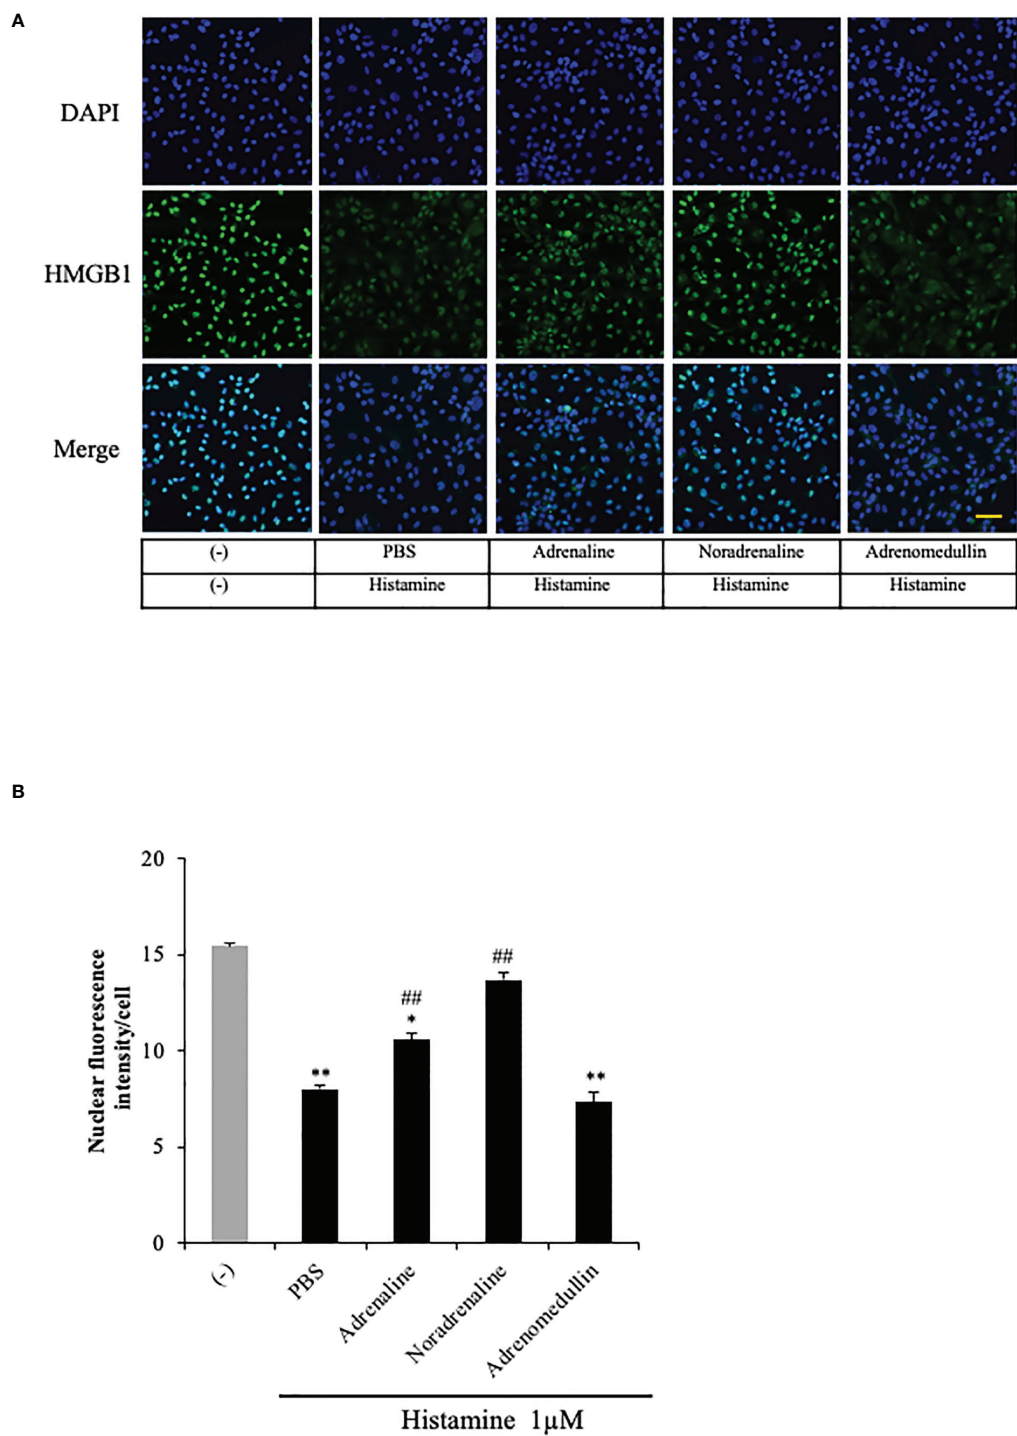 A
DAPI
HMGB1
Merge
(-) PBS Adrenaline Noradrenaline Adrenomedullin
(-) Histamine Histamine Histamine Histamine
B
Nuclear fluorescence
intensity/cell
20
15
10
5
0
**
##
*
##
**
(-)
PBS
Adrenaline
Noradrenaline
Adrenomedullin
Histamine 1μM